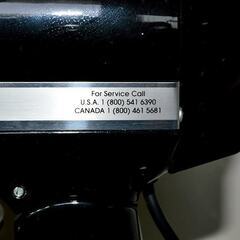 For Service Call
U.S.A. 1 (800) 541 6390
CANADA 1 (800) 461 5681